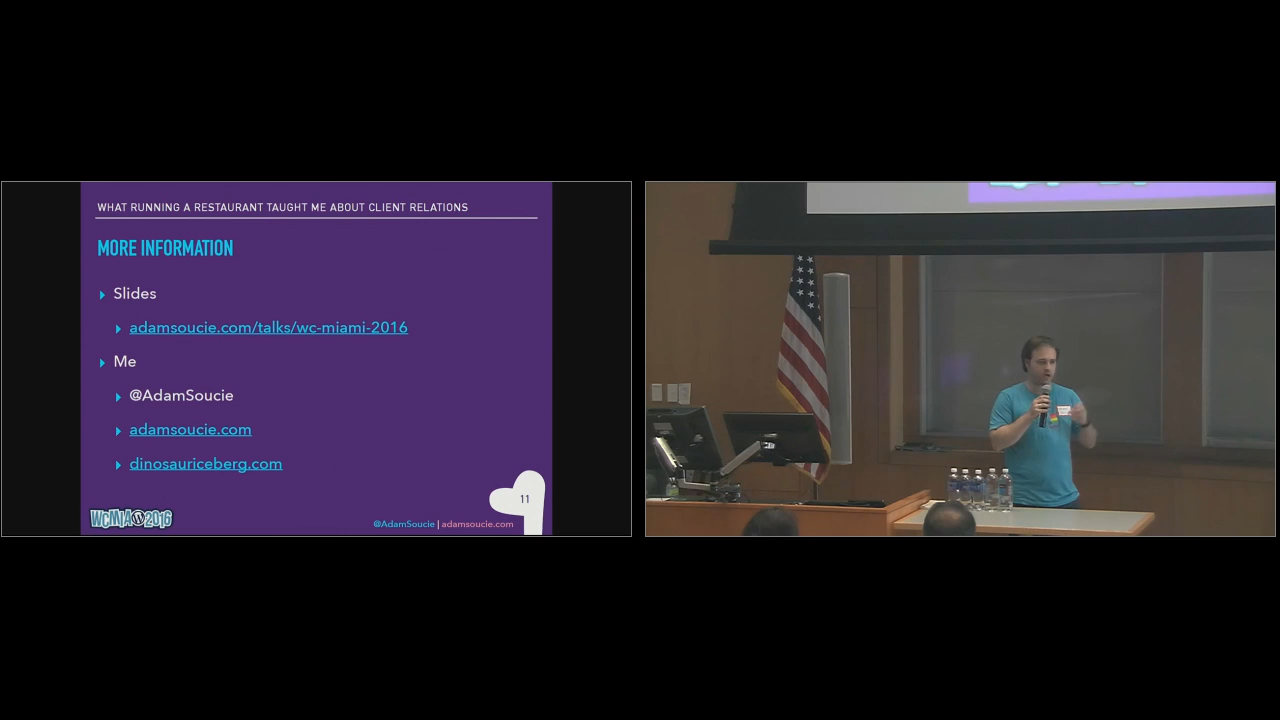 WHAT RUNNING A RESTAURANT TAUGHT ME ABOUT CLIENT RELATIONS
MORE INFORMATION
Slides
adamsoucie.com/talks/wc-miami-2016
Me
@AdamSoucie
adamsoucie.com
dinosauriceberg.com
11
WCMIA 2016
@AdamSoucie | adamsoucie.com